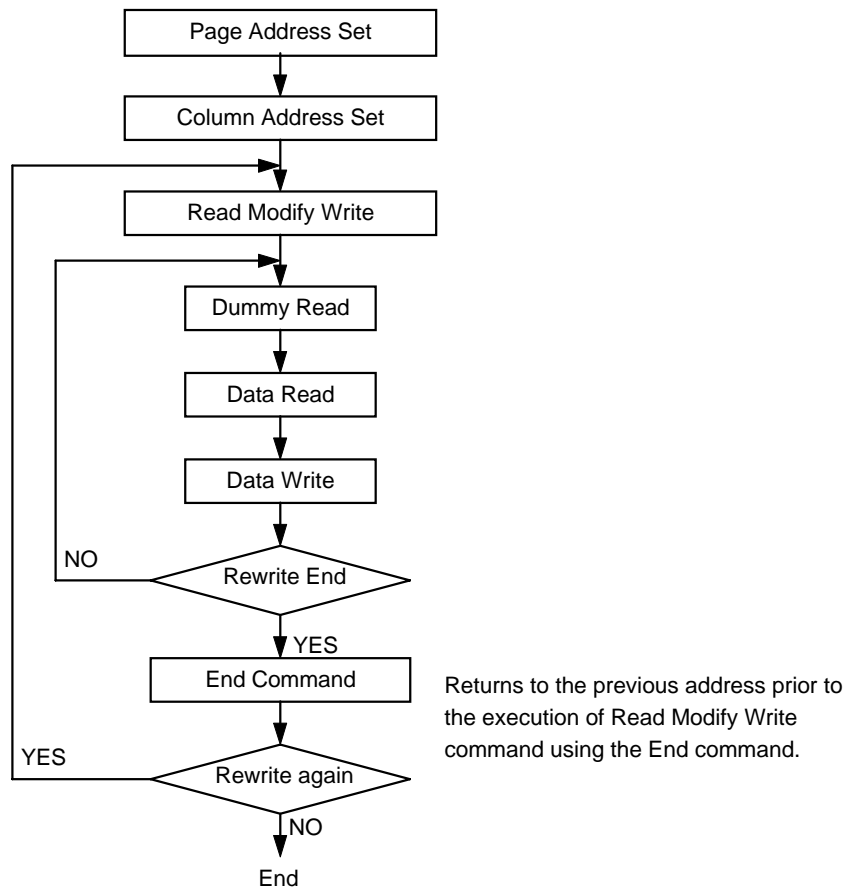 Page Address Set
Column Address Set
Read Modify Write
Dummy Read
Data Read
Data Write
NO
Rewrite End
YES
End Command
Returns to the previous address prior to
the execution of Read Modify Write
command using the End command.
YES
Rewrite again
NO
End